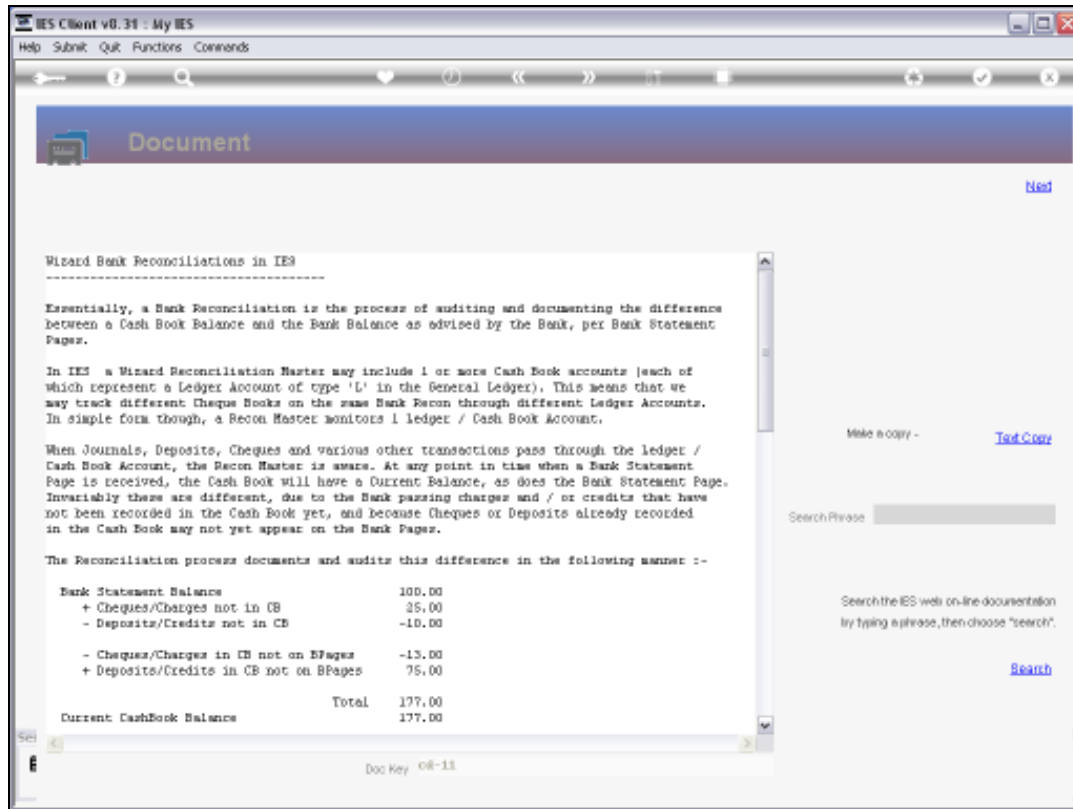 IES Client v8.31 : My IES
Help Submit Quit Functions Commands
Document
Next
Wizard Bank Reconciliations in IES
--------------------------------------
Essentially, a Bank Reconciliation is the process of auditing and documenting the difference
between a Cash Book Balance and the Bank Balance as advised by the Bank, per Bank Statement
Pages.
In IES a Wizard Reconciliation Master may include 1 or more Cash Book accounts (each of
which represent a Ledger Account of type 'L' in the General Ledger). This means that we
may track different Cheque Books on the same Bank Recon through different Ledger Accounts.
In simple form though, a Recon Master monitors 1 Ledger / Cash Book Account.
When Journals, Deposits, Cheques and various other transactions pass through the ledger /
Cash Book Account, the Recon Master is aware. At any point in time when a Bank Statement
Page is received, the Cash Book will have a Current Balance, as does the Bank Statement Page.
Invariably these are different, due to the Bank passing charges and / or credits that have
not been recorded in the Cash Book yet, and because Cheques or Deposits already recorded
in the Cash Book may not yet appear on the Bank Pages.
The Reconciliation process documents and audits this difference in the following manner :-
Bank Statement Balance 100.00
+ Cheques/Charges not in CB 25.00
- Deposits/Credits not in CB -10.00
- Cheques/Charges in CB not on BPages -13.00
+ Deposits/Credits in CB not on BPages 75.00
Total 177.00
Current CashBook Balance 177.00
Make a copy - Text Copy
Search Phrase
Search the IES web on-line documentation
by typing a phrase, then choose "search".
Search
Doc Key